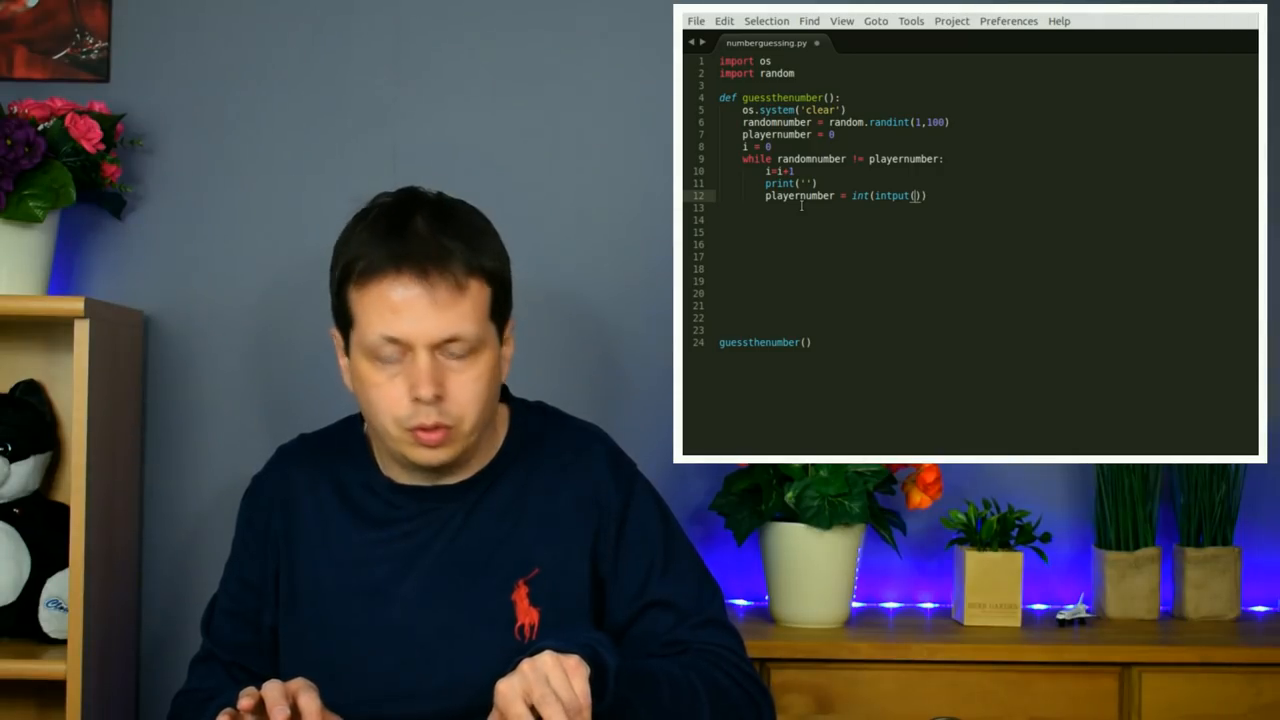 File Edit Selection Find View Goto Tools Project Preferences Help
numberguessing.py
1 import os
2 import random
3
4 def guessthenumber():
5 os.system('clear')
6 randomnumber = random.randint(1,100)
7 playernumber = 0
8 i = 0
9 while randomnumber != playernumber:
10 i=i+1
11 print('')
12 playernumber = int(intput())
13
14
15
16
17
18
19
20
21
22
23
24 guessthenumber()
HERB GARDEN